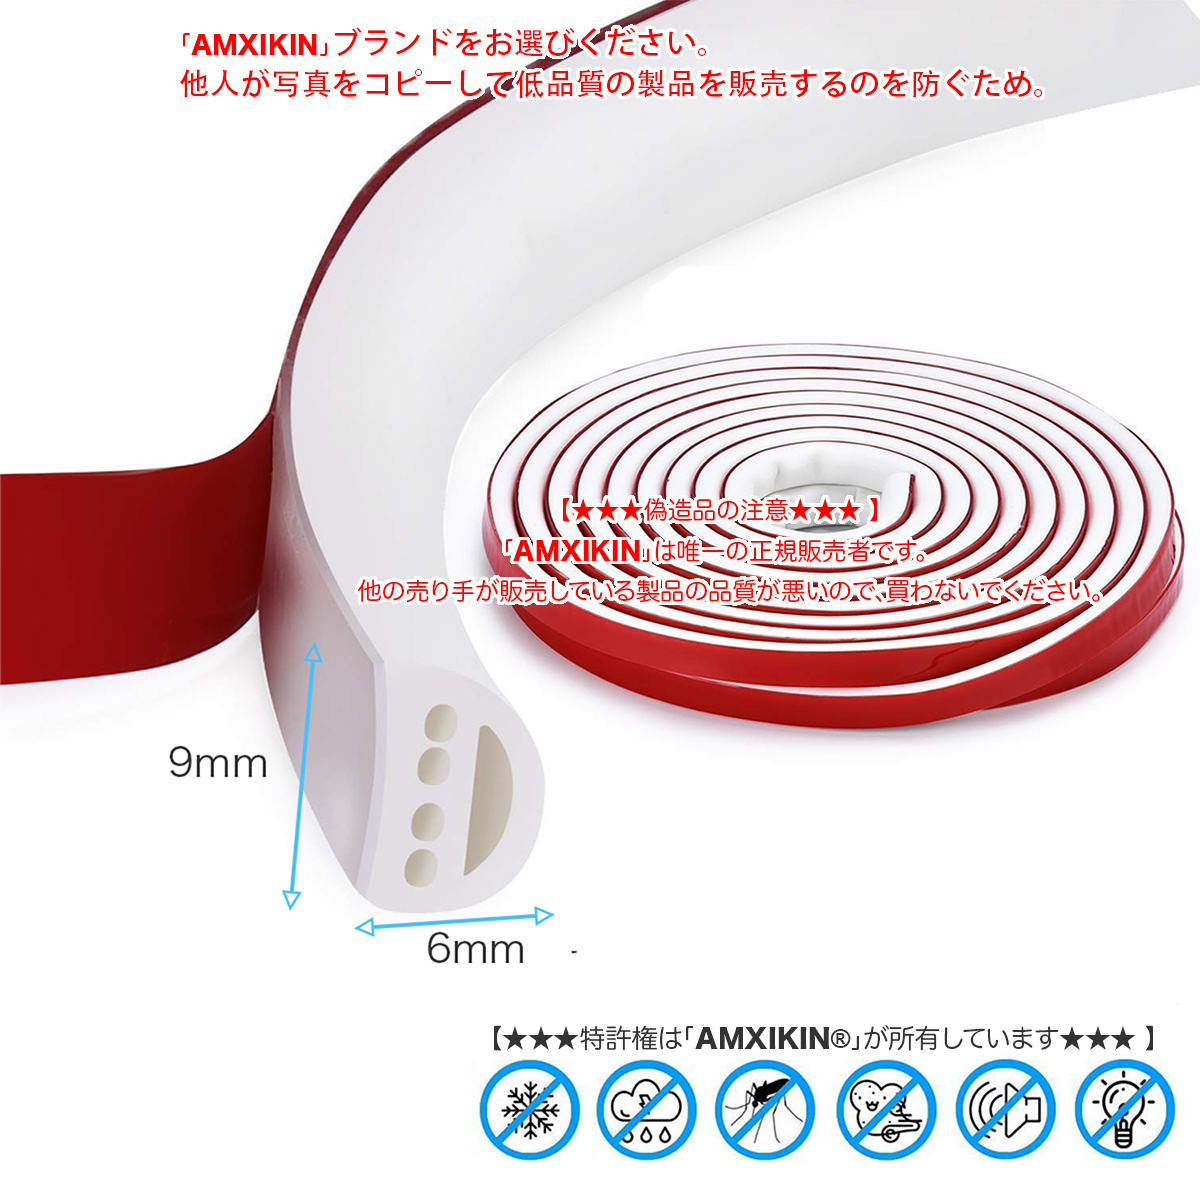 「AMXIKIN」ブランドをお選びください。
他人が写真をコピーして低品質の製品を販売するのを防ぐため。
【★★★偽造品の注意★★★ 】
「AMXIKIN」は唯一の正規販売者です。
他の売り手が販売している製品の品質が悪いので、買わないでください。
9mm
6mm
-
【★★★特許権は「AMXIKIN®」が所有しています★★★ 】